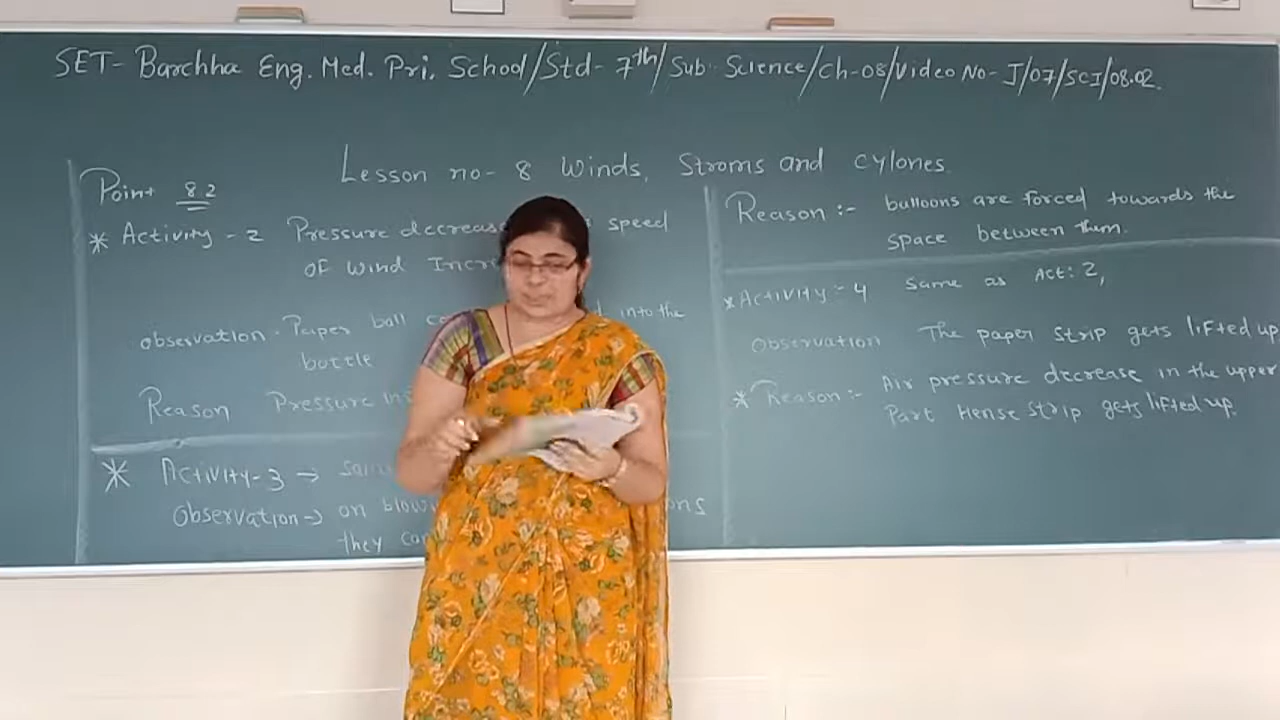 SET- Barchha Eng. Med. Pri. School/Std- 7th/Sub Science/Ch-08/Video No- J/07/SCI/08.02.
Lesson no- 8 Winds, Stroms and cylones
Point 8.2
* Activity - 2 Pressure decrease speed
of wind
observation - Paper ball into the
bottle
Reason Pressure
* Activity-3 →
Observation → on
they
Reason :- balloons are forced towards the
space between them.
* Activity - 4 same as Act: 2,
Observation The paper strip gets lifted up
* Reason :- Air pressure decrease in the upper
Part Hense strip gets lifted up.